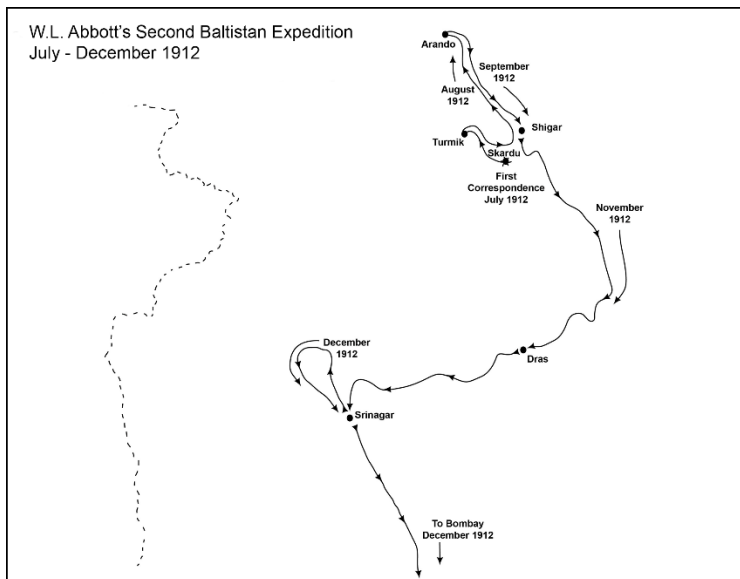 W.L. Abbott's Second Baltistan Expedition
July - December 1912
Arando
September
1912
August
1912
Shigar
Turmik
Skardu
First
Correspondence
July 1912
November
1912
December
1912
Dras
Srinagar
To Bombay
December 1912